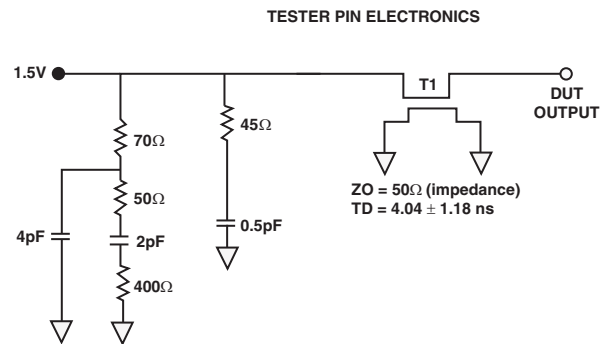 TESTER PIN ELECTRONICS
1.5V
T1
DUT
OUTPUT
70Ω
45Ω
50Ω
ZO = 50Ω (impedance)
TD = 4.04 ± 1.18 ns
4pF
2pF
0.5pF
400Ω